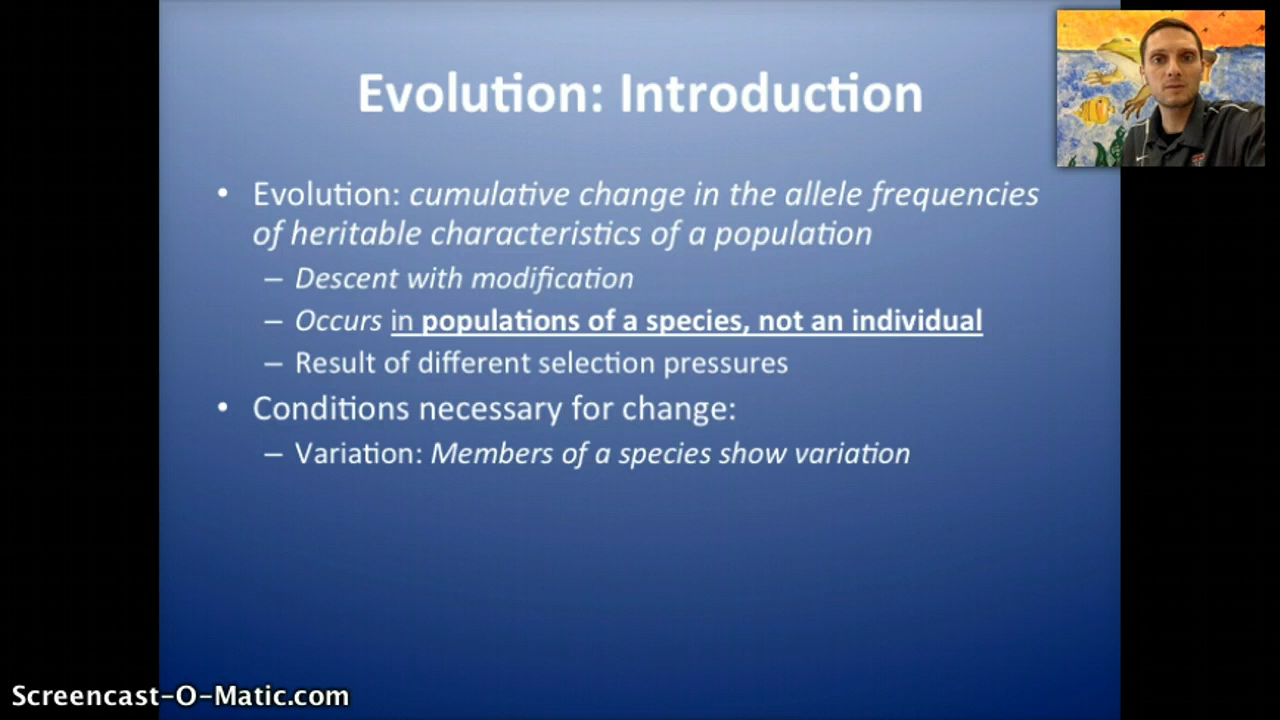 Evolution: Introduction
• Evolution: cumulative change in the allele frequencies
of heritable characteristics of a population
– Descent with modification
– Occurs in populations of a species, not an individual
– Result of different selection pressures
• Conditions necessary for change:
– Variation: Members of a species show variation
Screencast-O-Matic.com